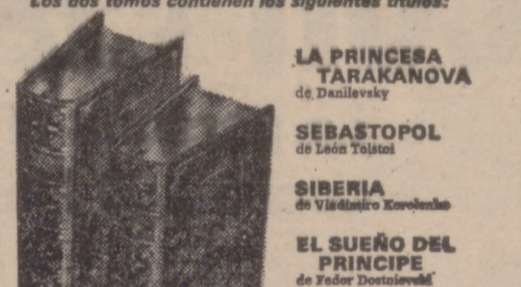 Los dos tomos contienen los siguientes títulos:
LA PRINCESA
TARAKANOVA
de Danilevsky
SEBASTOPOL
de León Tolstoi
SIBERIA
de Vladimiro Korolenko
EL SUEÑO DEL
PRINCIPE
de Fedor Dostoievski